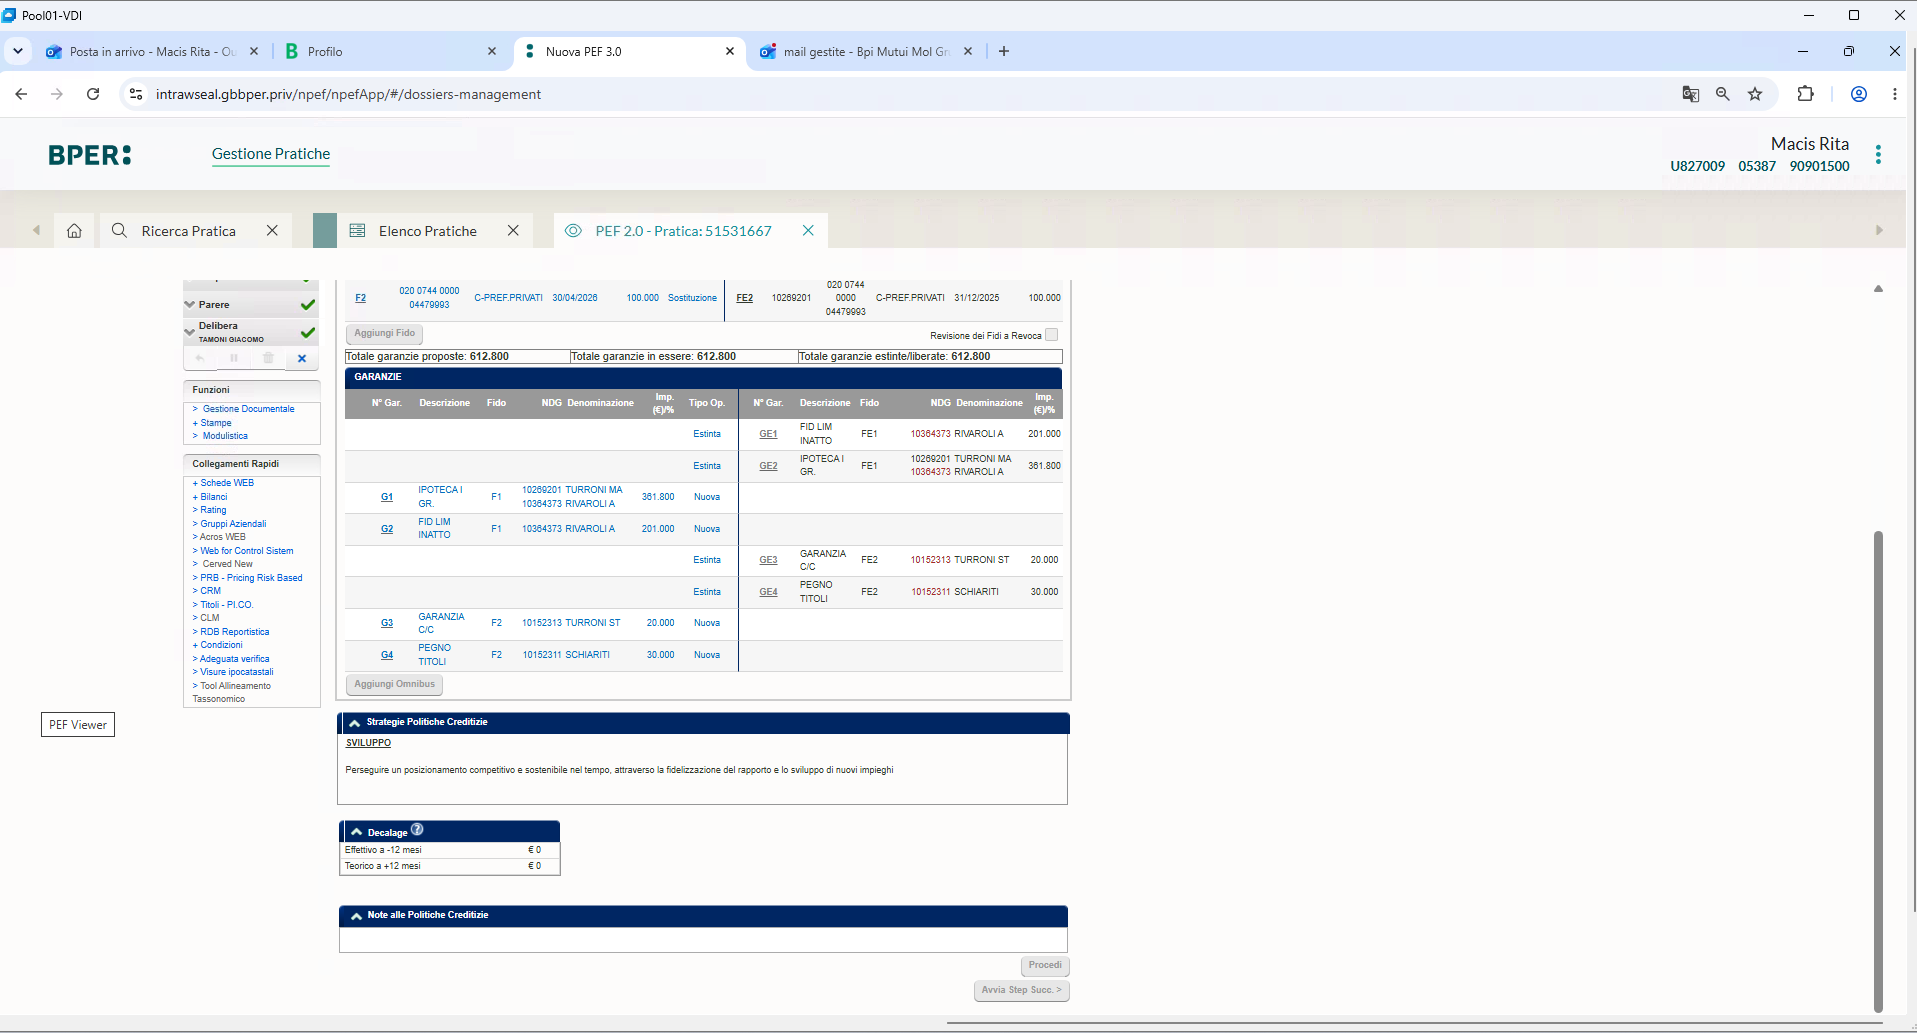 Pool01-VDI
Posta in arrivo - Macis Rita - Ou
Profilo
Nuova PEF 3.0
mail gestite - Bpi Mutui Mol Gr
intrawseal.gbbper.priv/npef/npefApp/#/dossiers-management
BPER:
Gestione Pratiche
Macis Rita
U827009 05387 90901500
Ricerca Pratica
Elenco Pratiche
PEF 2.0 - Pratica: 51531667
Parere
Delibera
TAMONI GIACOMO
Funzioni
> Gestione Documentale
+ Stampe
> Modulistica
Collegamenti Rapidi
+ Schede WEB
+ Bilanci
> Rating
> Gruppi Aziendali
> Acros WEB
> Web for Control Sistem
> Cerved New
> PRB - Pricing Risk Based
> CRM
> Titoli - PI.CO.
> CLM
> RDB Reportistica
+ Condizioni
> Adeguata verifica
> Visure ipocatastali
> Tool Allineamento
Tassonomico
PEF Viewer
F2 020 0744 0000 04479993 C-PREF.PRIVATI 30/04/2026 100.000 Sostituzione FE2 10269201 020 0744 0000 04479993 C-PREF.PRIVATI 31/12/2025 100.000
Aggiungi Fido
Revisione dei Fidi a Revoca
Totale garanzie proposte: 612.800 Totale garanzie in essere: 612.800 Totale garanzie estinte/liberate: 612.800
GARANZIE
N° Gar. Descrizione Fido NDG Denominazione Imp. (€)/% Tipo Op. N° Gar. Descrizione Fido NDG Denominazione Imp. (€)/%
Estinta GE1 FID LIM INATTO FE1 10364373 RIVAROLI A 201.000
Estinta GE2 IPOTECA I GR. FE1 10269201 TURRONI MA 10364373 RIVAROLI A 361.800
G1 IPOTECA I GR. F1 10269201 TURRONI MA 10364373 RIVAROLI A 361.800 Nuova
G2 FID LIM INATTO F1 10364373 RIVAROLI A 201.000 Nuova
Estinta GE3 GARANZIA C/C FE2 10152313 TURRONI ST 20.000
Estinta GE4 PEGNO TITOLI FE2 10152311 SCHIARITI 30.000
G3 GARANZIA C/C F2 10152313 TURRONI ST 20.000 Nuova
G4 PEGNO TITOLI F2 10152311 SCHIARITI 30.000 Nuova
Aggiungi Omnibus
Strategie Politiche Creditizie
SVILUPPO
Perseguire un posizionamento competitivo e sostenibile nel tempo, attraverso la fidelizzazione del rapporto e lo sviluppo di nuovi impieghi
Decalage ?
Effettivo a -12 mesi € 0
Teorico a +12 mesi € 0
Note alle Politiche Creditizie
Procedi
Avvia Step Succ. >